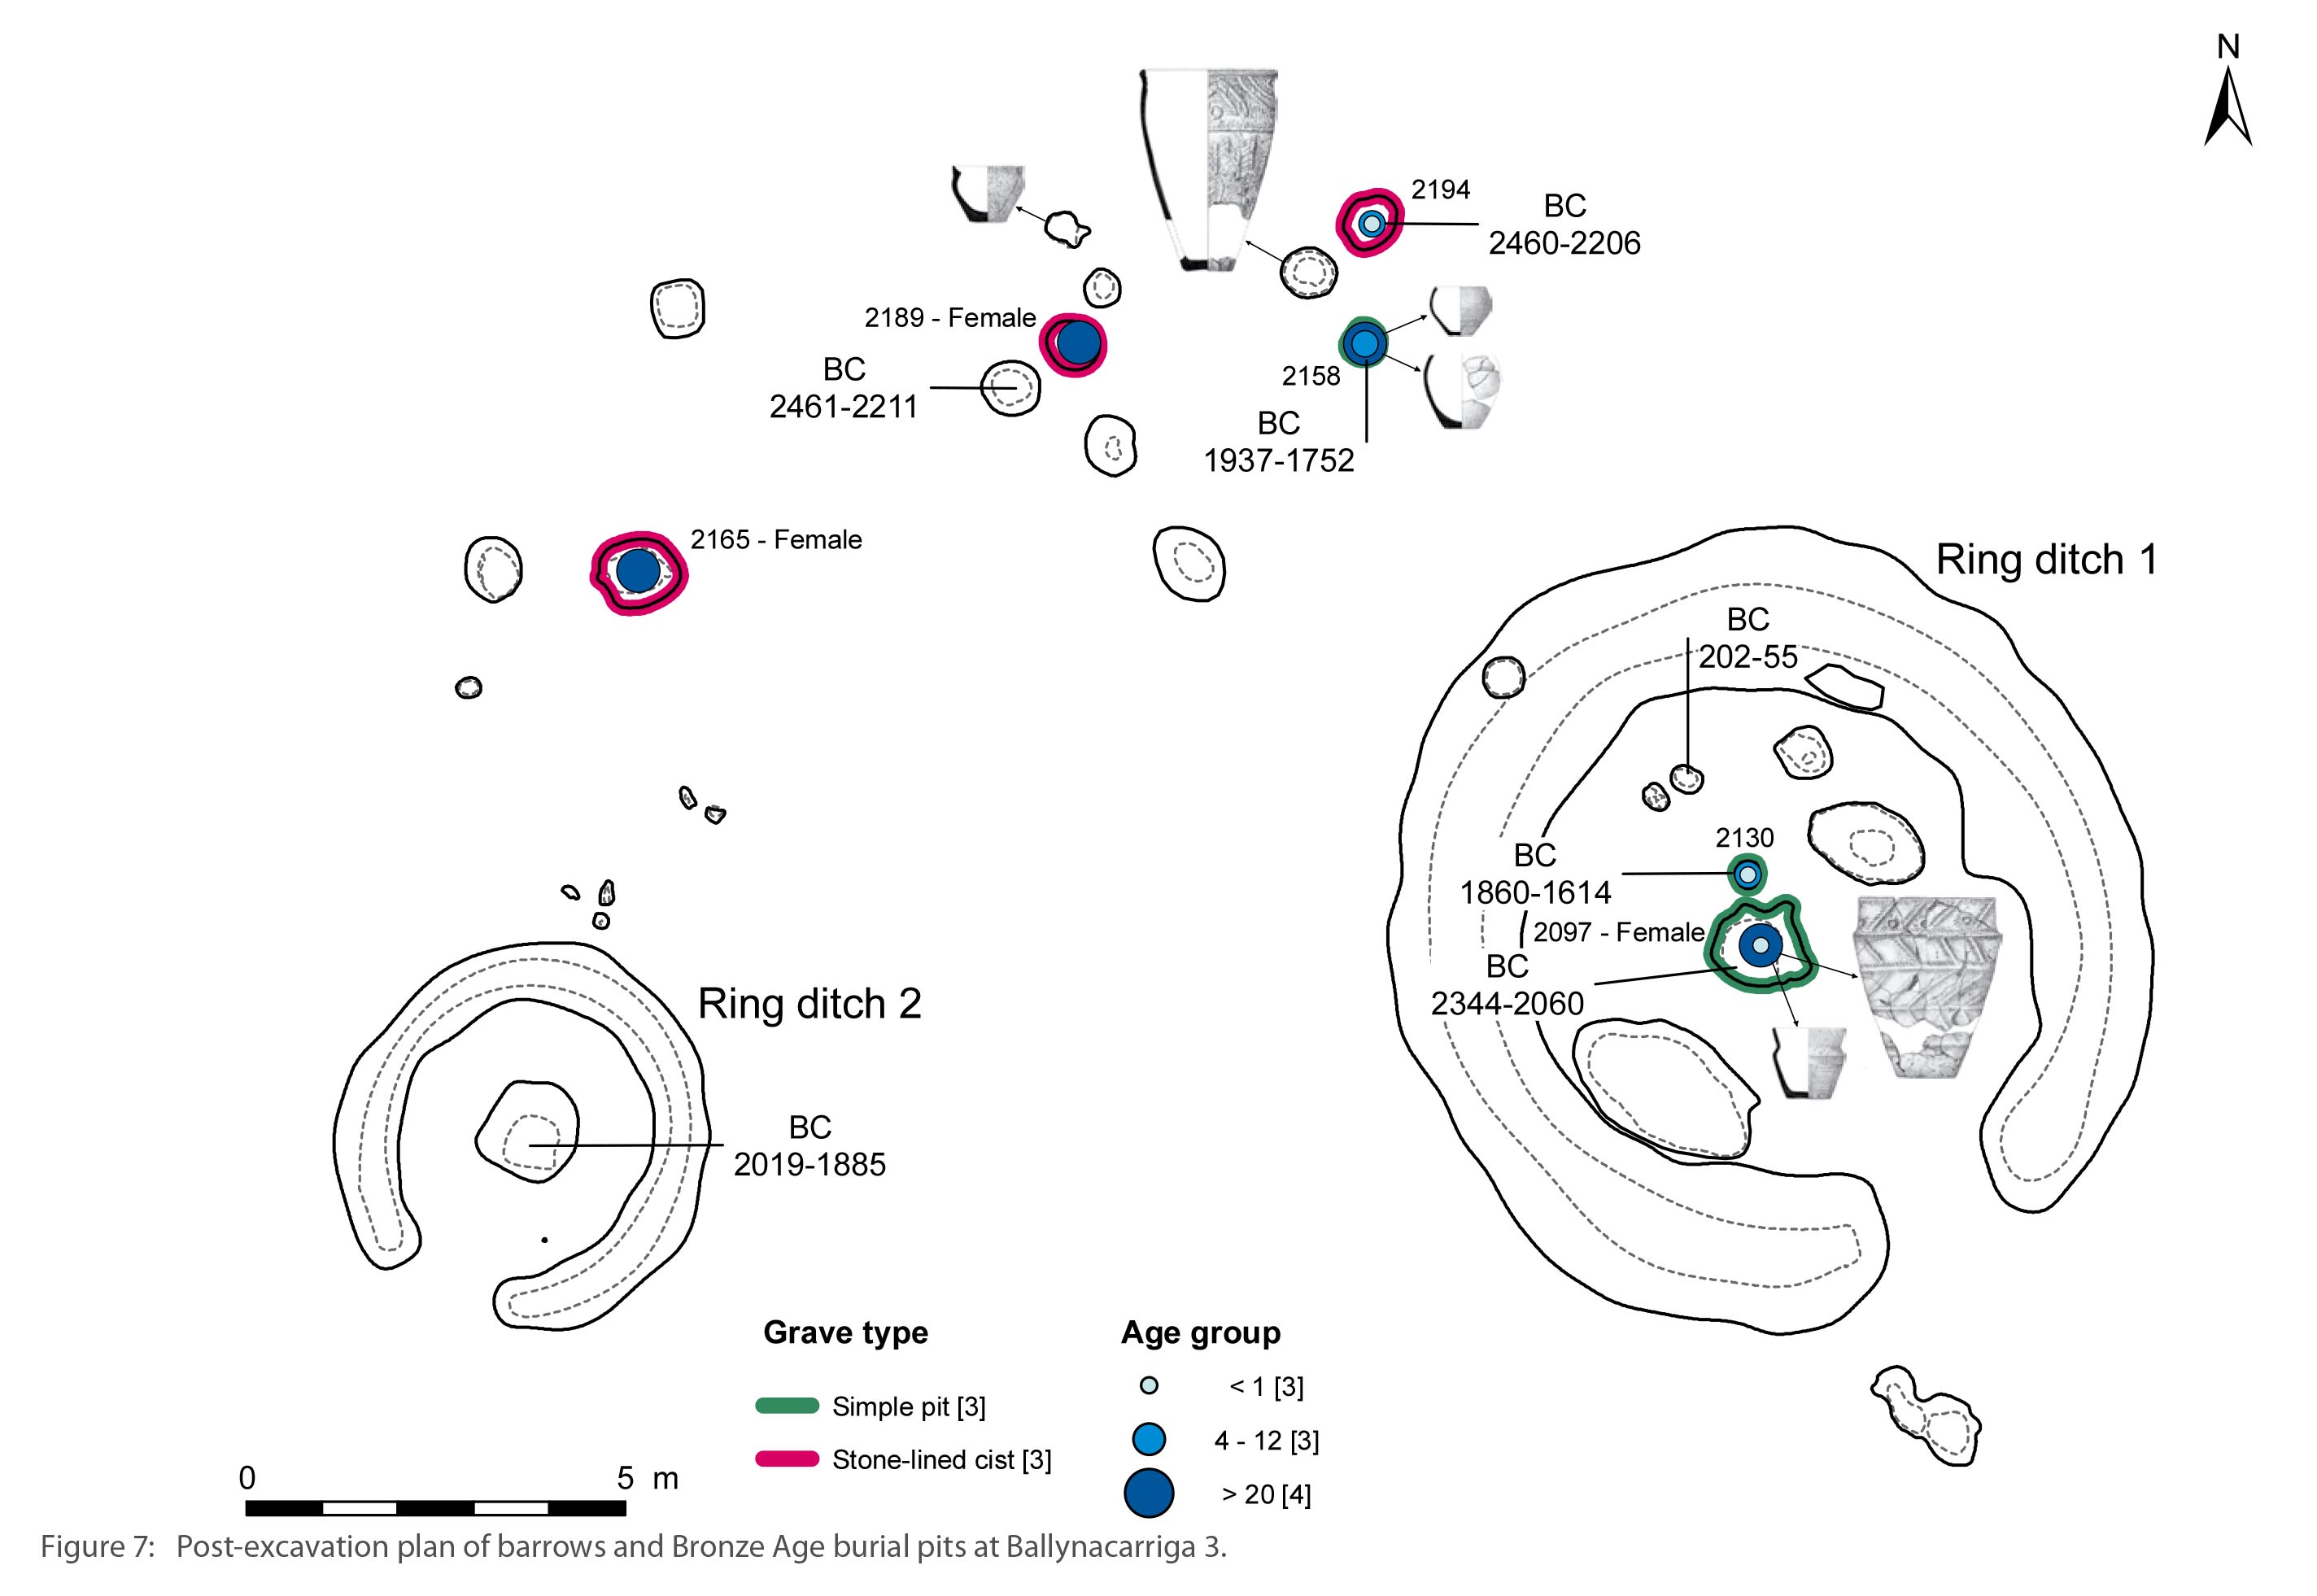 N
2194
BC
2460-2206
2189 - Female
BC
2461-2211
2158
BC
1937-1752
2165 - Female
Ring ditch 1
BC
202-55
2130
BC
1860-1614
2097 - Female
BC
2344-2060
Ring ditch 2
BC
2019-1885
Grave type
Simple pit [3]
Stone-lined cist [3]
Age group
< 1 [3]
4 - 12 [3]
> 20 [4]
0 5 m
Figure 7: Post-excavation plan of barrows and Bronze Age burial pits at Ballynacarriga 3.